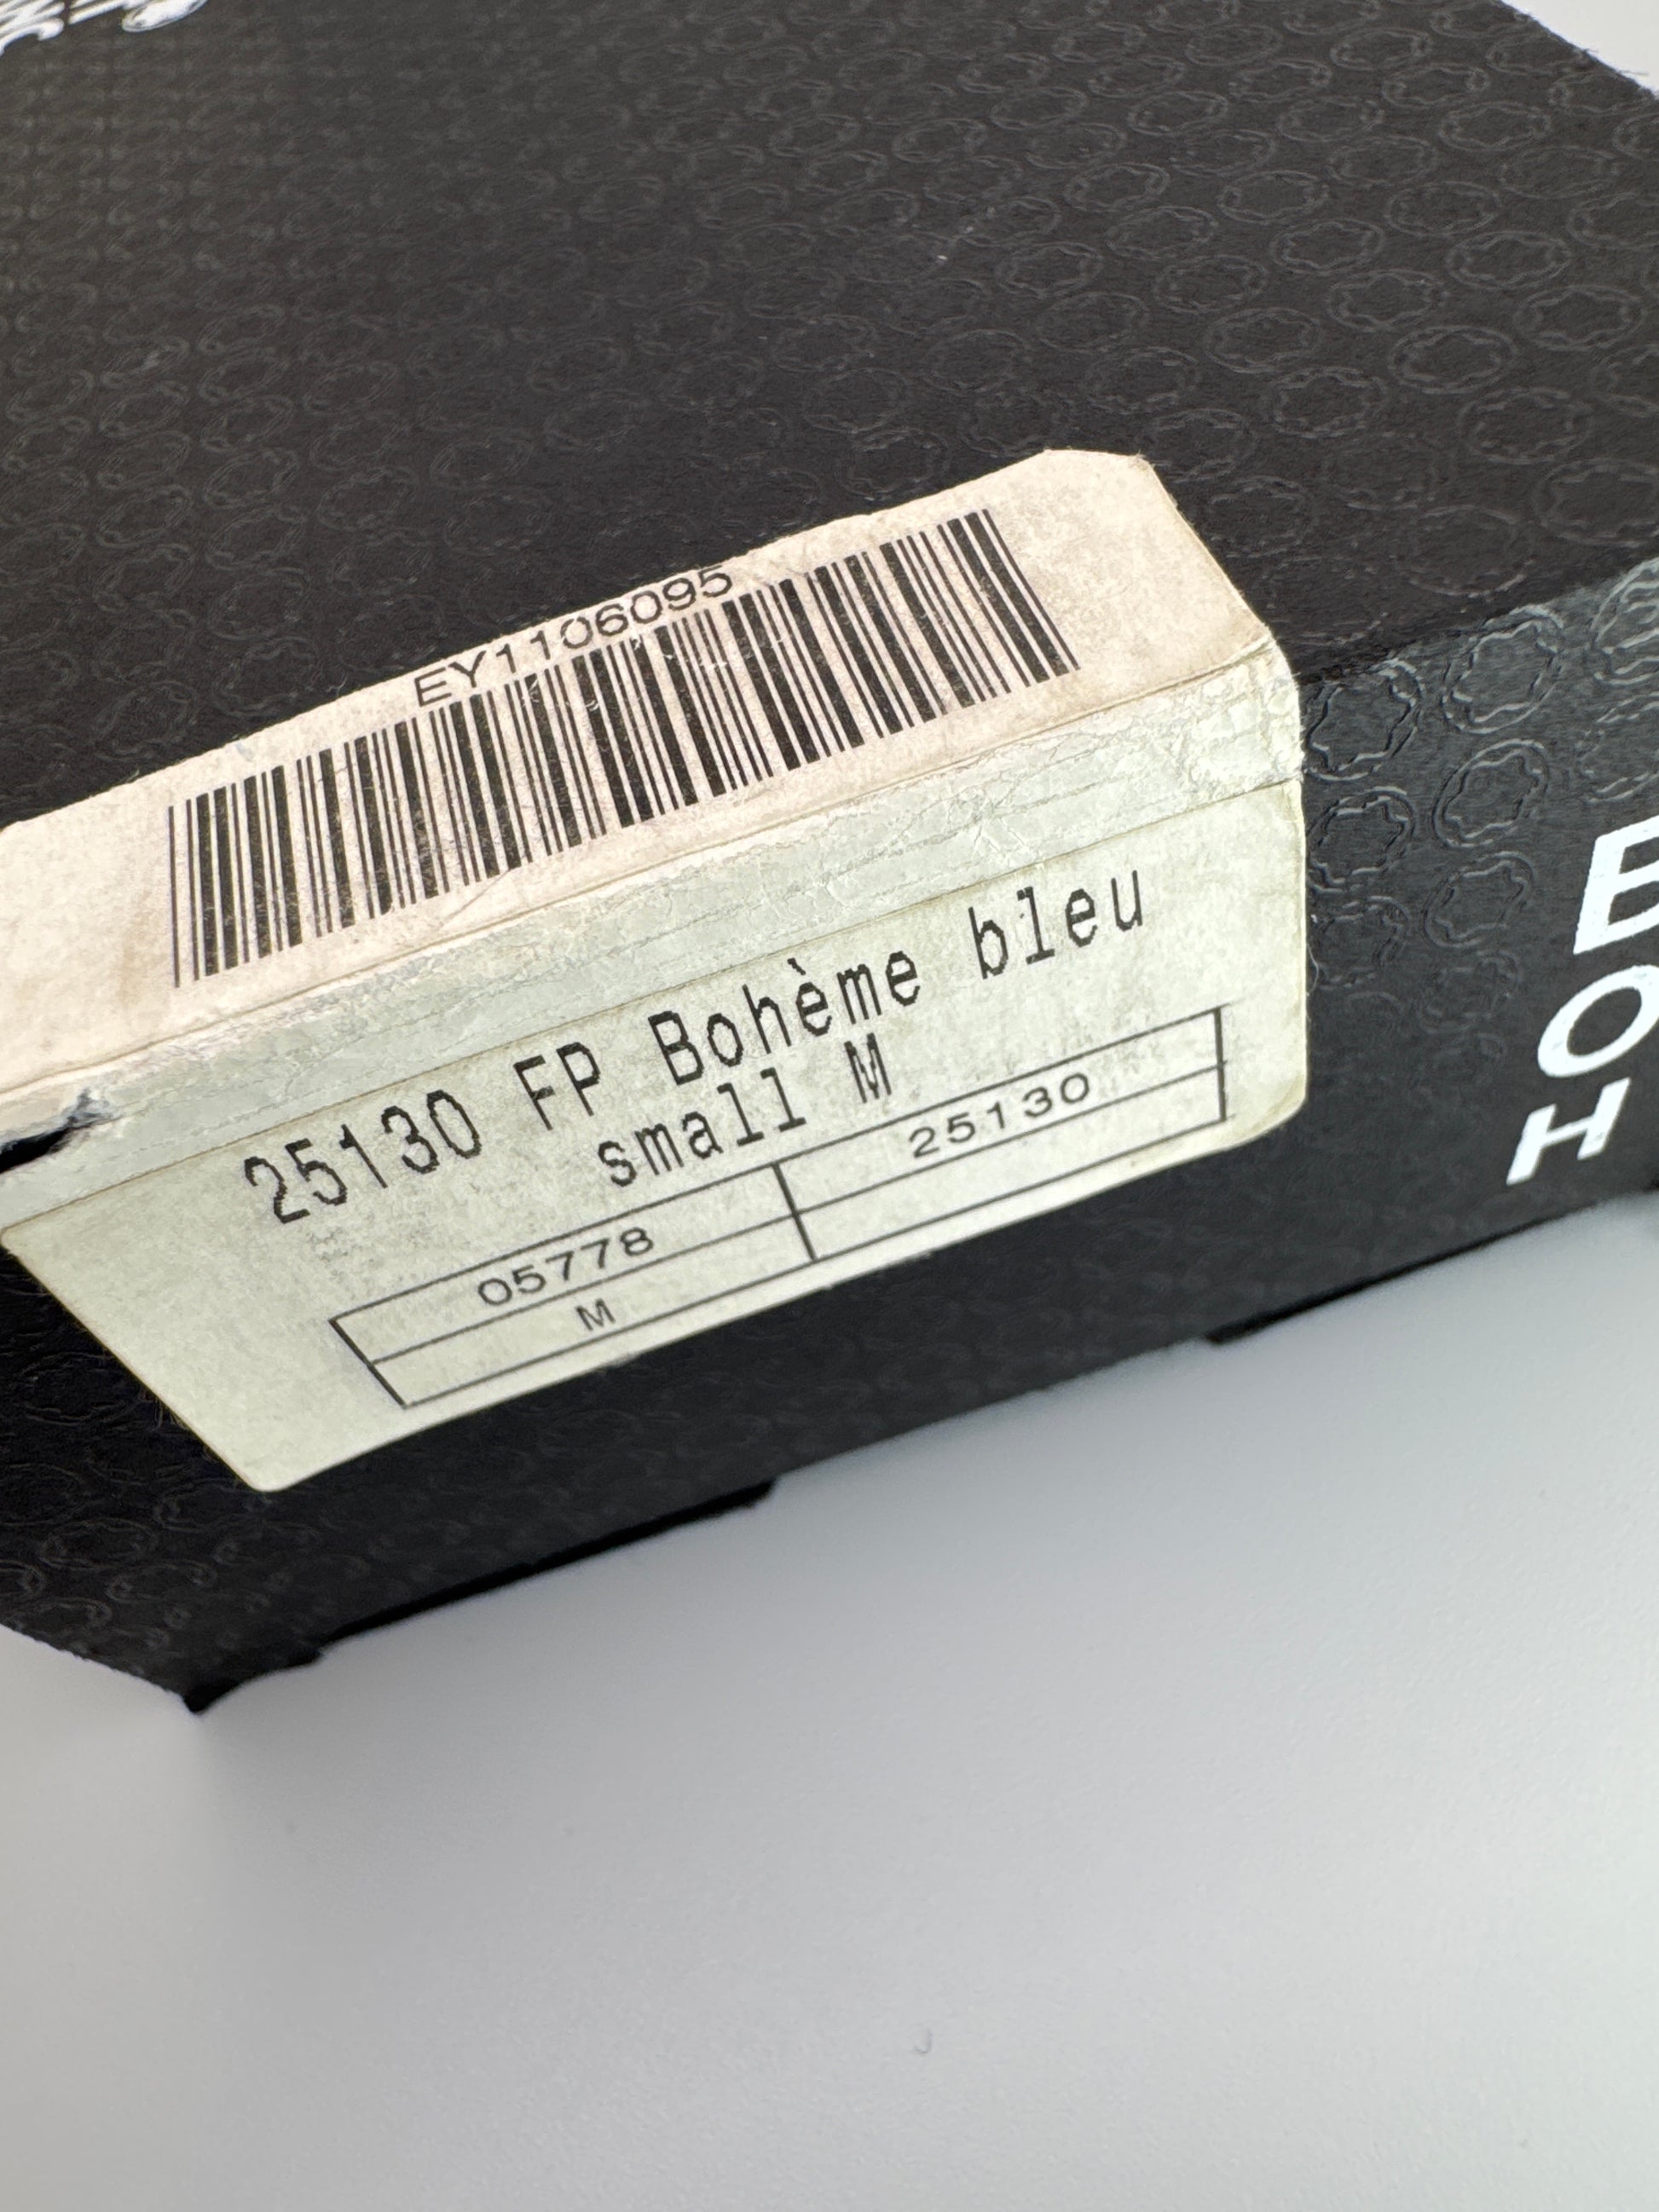 EY1106095
25130 FP Bohème bleu
small M
05778 25130
M
B
O
H